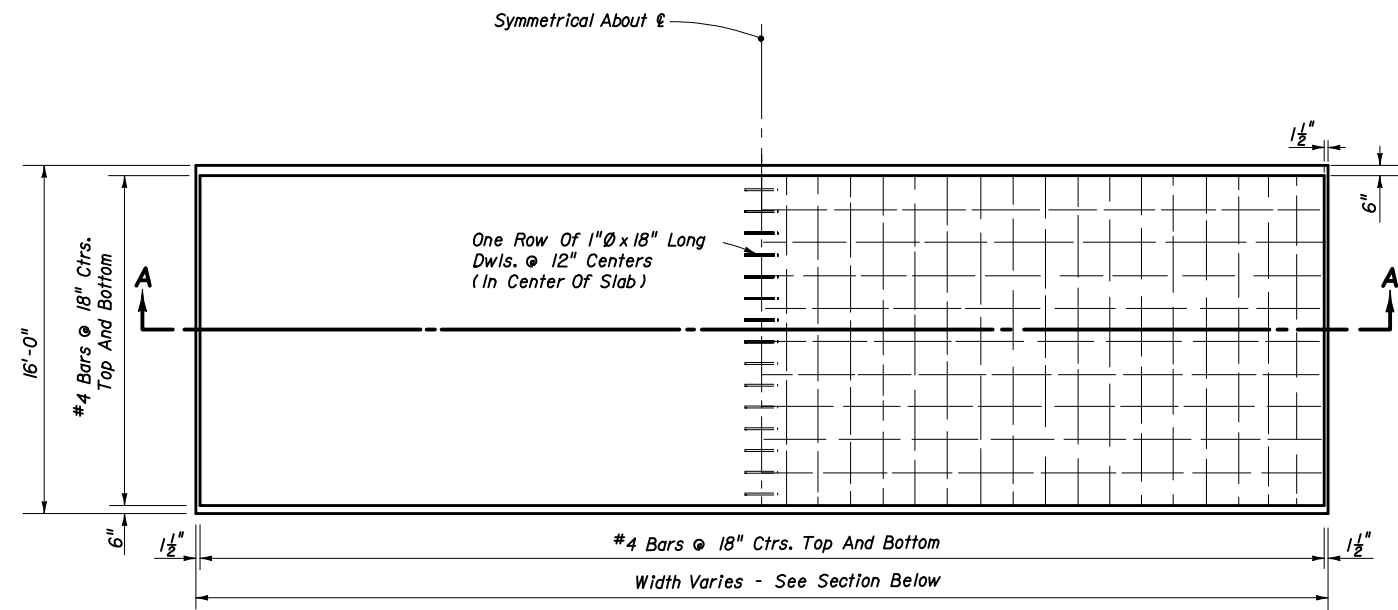 Symmetrical About ℄
1½"
6"
One Row Of 1"Ø x 18" Long
Dwls. @ 12" Centers
(In Center Of Slab)
A
A
16'-0"
#4 Bars @ 18" Ctrs.
Top And Bottom
6"
1½"
#4 Bars @ 18" Ctrs. Top And Bottom
1½"
Width Varies - See Section Below